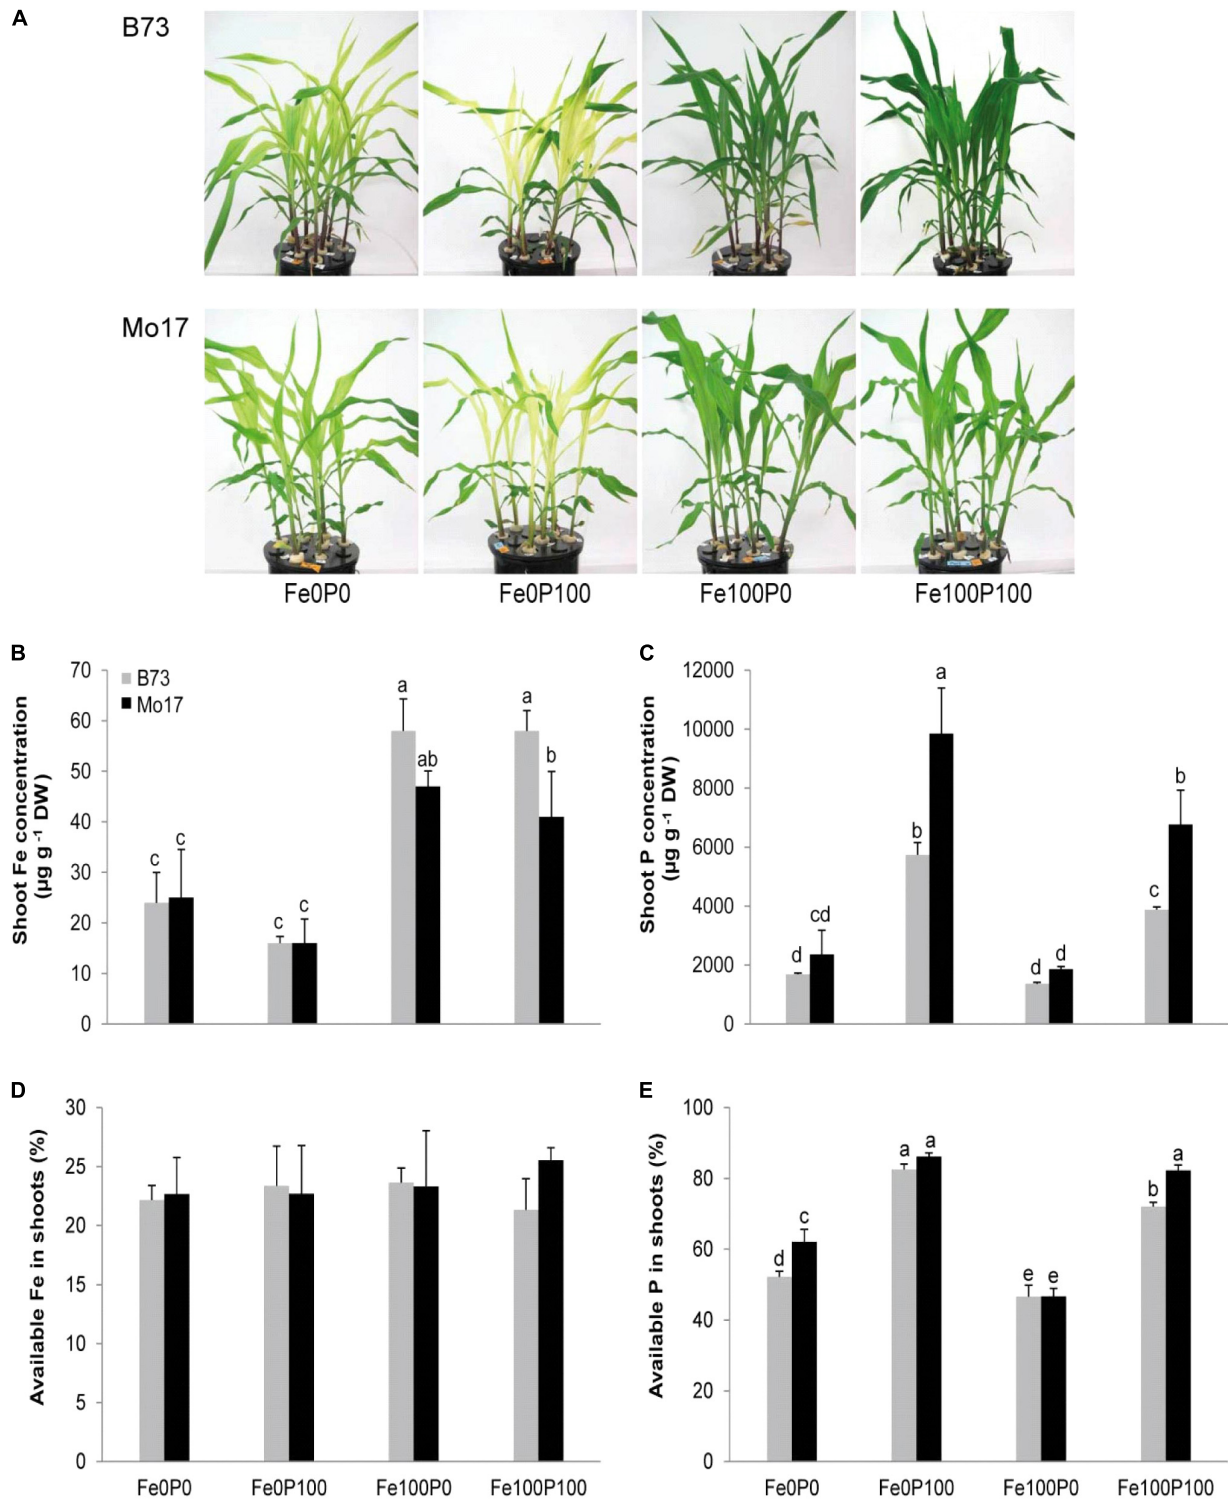 A
B73
Mo17
Fe0P0 Fe0P100 Fe100P0 Fe100P100
B
Shoot Fe concentration
(µg g⁻¹ DW)
70
60
50
40
30
20
10
0
B73
Mo17
c c c c a ab a b
C
Shoot P concentration
(µg g⁻¹ DW)
12000
10000
8000
6000
4000
2000
0
d cd b a d d c b
D
Available Fe in shoots (%)
30
25
20
15
10
5
0
Fe0P0 Fe0P100 Fe100P0 Fe100P100
E
Available P in shoots (%)
100
80
60
40
20
0
d c a a e e b a
Fe0P0 Fe0P100 Fe100P0 Fe100P100